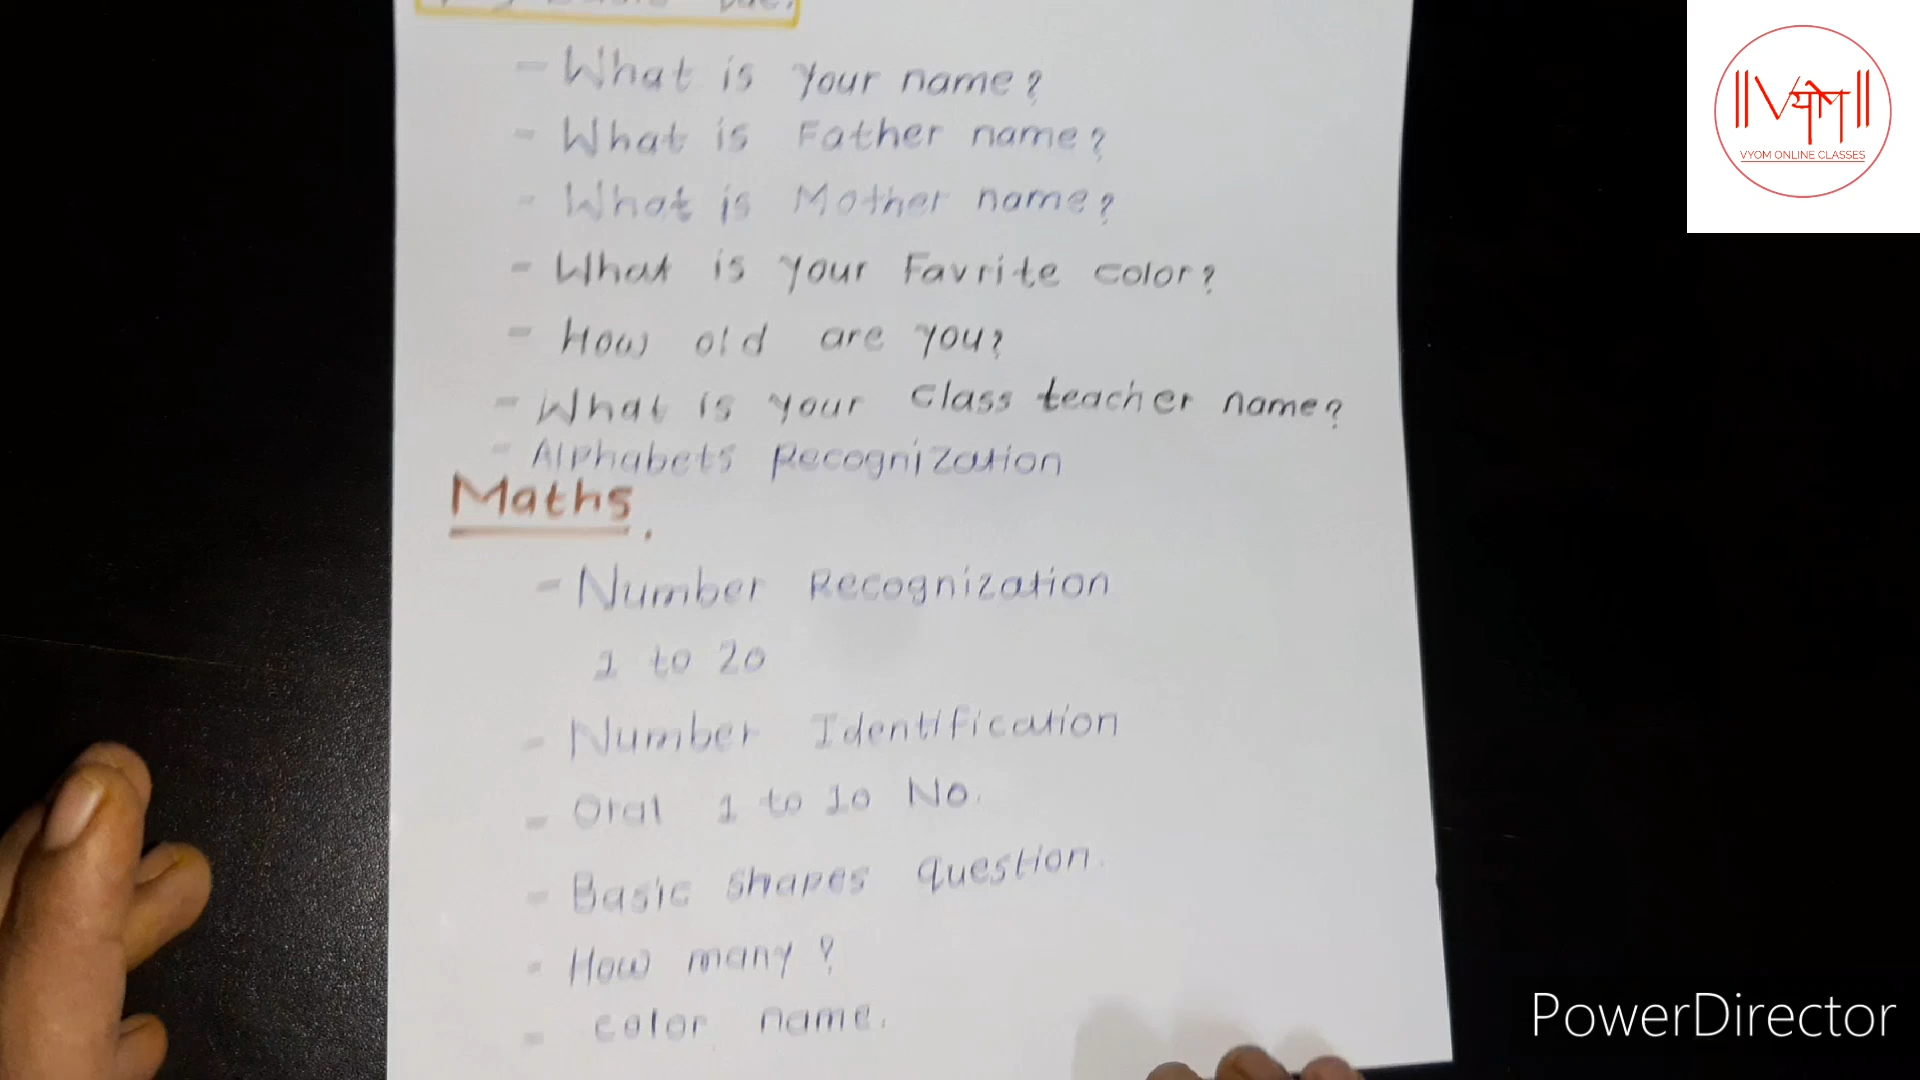 - What is your name?
- What is Father name?
- What is Mother name?
- What is your Favrite color?
- How old are you?
- What is your class teacher name?
- Alphabets Recognization
Maths.
- Number Recognization
1 to 20
- Number Identification
- Oral 1 to 10 No.
- Basic shapes question.
- How many?
- color name.
||Vयोम||
VYOM ONLINE CLASSES
PowerDirector